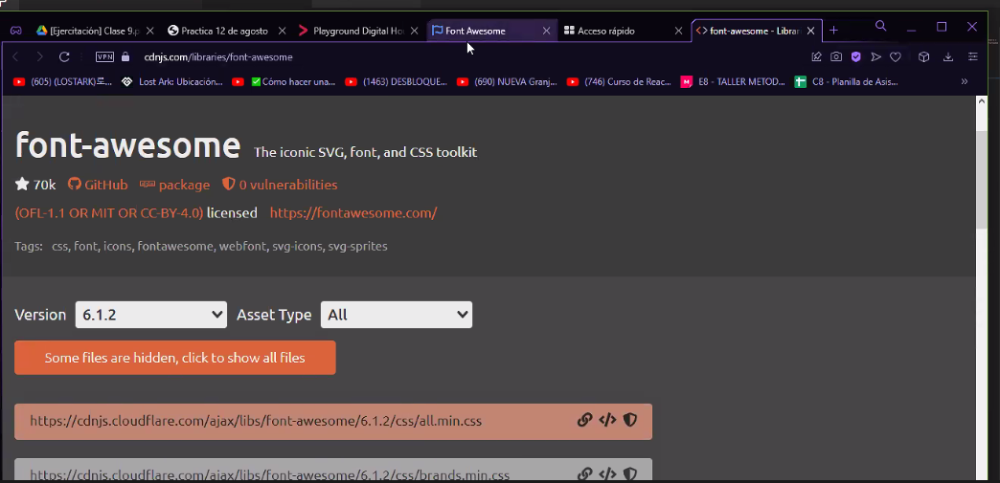 [Ejercitación] Clase 9.p
Practica 12 de agosto
Playground Digital Ho
Font Awesome
Acceso rápido
font-awesome - Librar
VPN
cdnjs.com/libraries/font-awesome
(605) (LOSTARK)토...
Lost Ark: Ubicación,...
Cómo hacer una...
(1463) DESBLOQUE...
(690) NUEVA Granj...
(746) Curso de Reac...
E8 - TALLER METOD...
C8 - Planilla de Asis...
font-awesome The iconic SVG, font, and CSS toolkit
70k GitHub package 0 vulnerabilities
(OFL-1.1 OR MIT OR CC-BY-4.0) licensed https://fontawesome.com/
Tags: css, font, icons, fontawesome, webfont, svg-icons, svg-sprites
Version 6.1.2 Asset Type All
Some files are hidden, click to show all files
https://cdnjs.cloudflare.com/ajax/libs/font-awesome/6.1.2/css/all.min.css
https://cdnjs.cloudflare.com/ajax/libs/font-awesome/6.1.2/css/brands.min.css